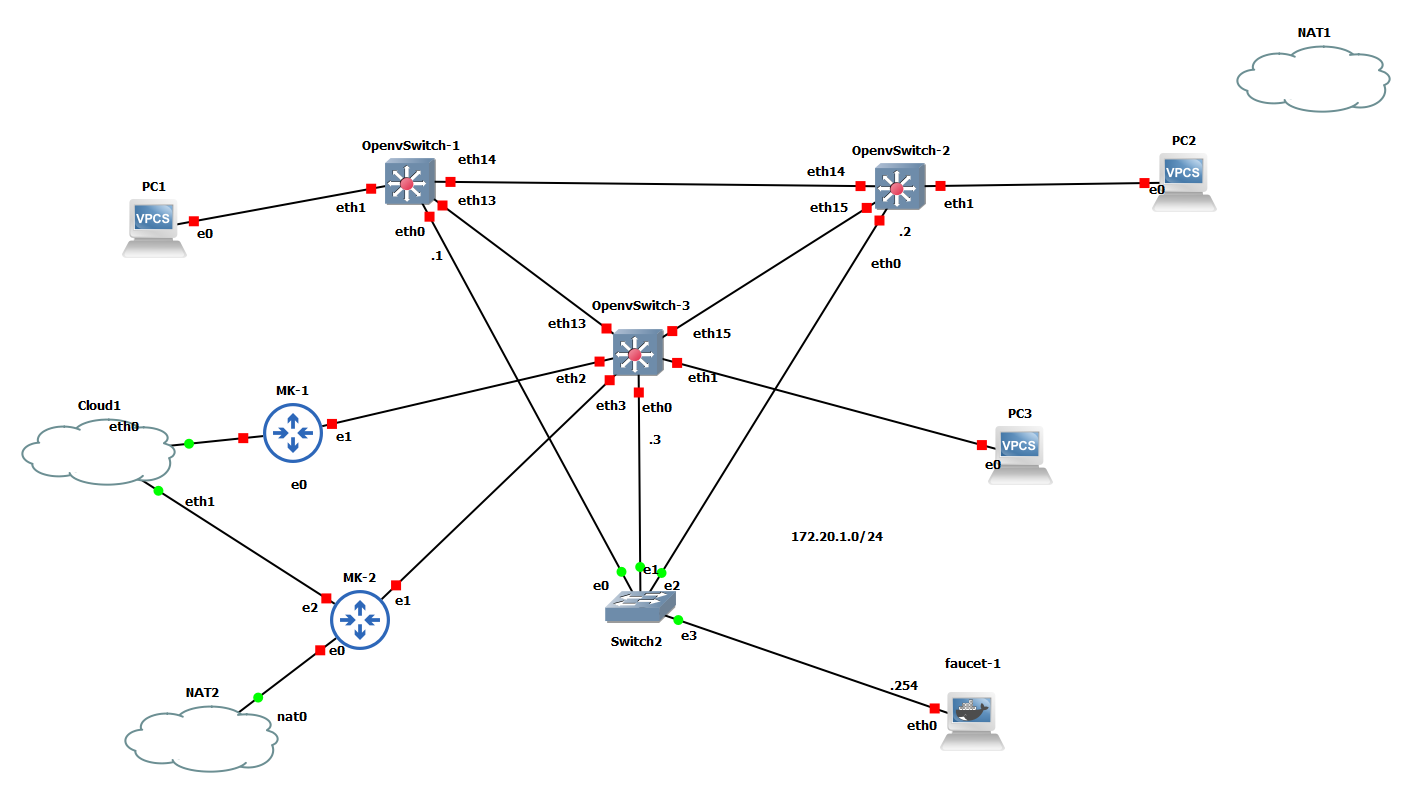 NAT1
OpenvSwitch-1
eth14
OpenvSwitch-2
PC2
VPCS
e0
PC1
VPCS
e0
eth1
eth13
eth0
.1
eth14
eth15
eth1
.2
eth0
OpenvSwitch-3
eth13
eth15
eth2
eth1
eth3
eth0
.3
MK-1
Cloud1
eth0
e1
e0
PC3
VPCS
e0
eth1
172.20.1.0/24
MK-2
e2
e1
e0
e0
e1
e2
Switch2
e3
faucet-1
.254
eth0
NAT2
nat0